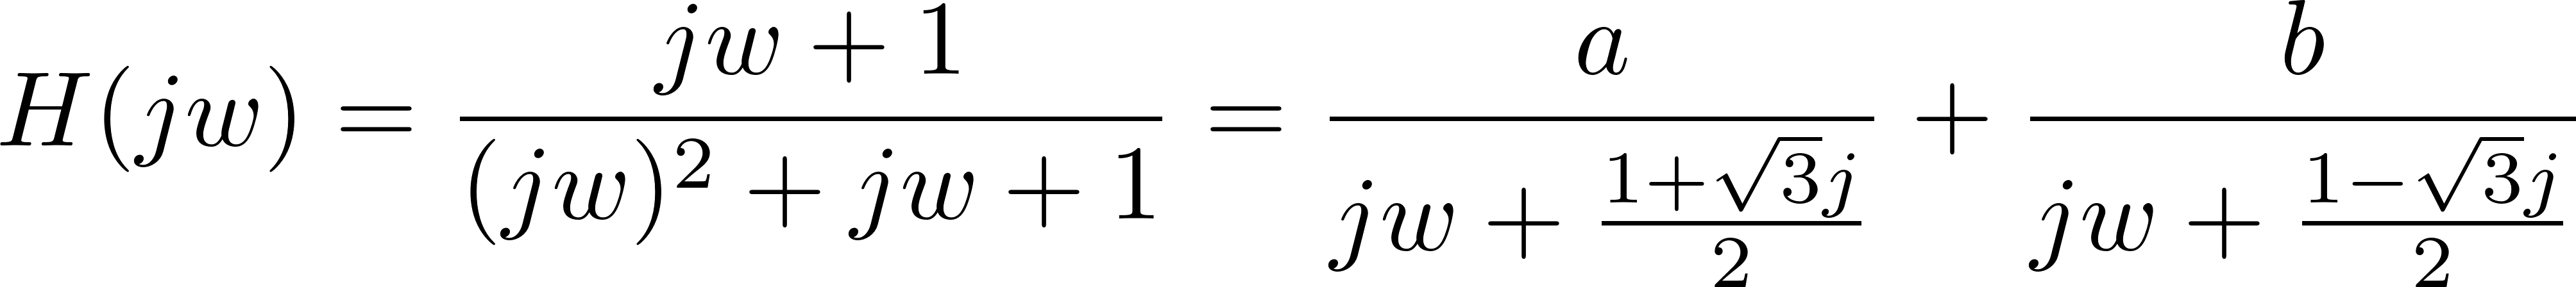 H(jw) = \frac{jw + 1}{(jw)^2 + jw + 1} = \frac{a}{jw + \frac{1+\sqrt{3}j}{2}} + \frac{b}{jw + \frac{1-\sqrt{3}j}{2}}